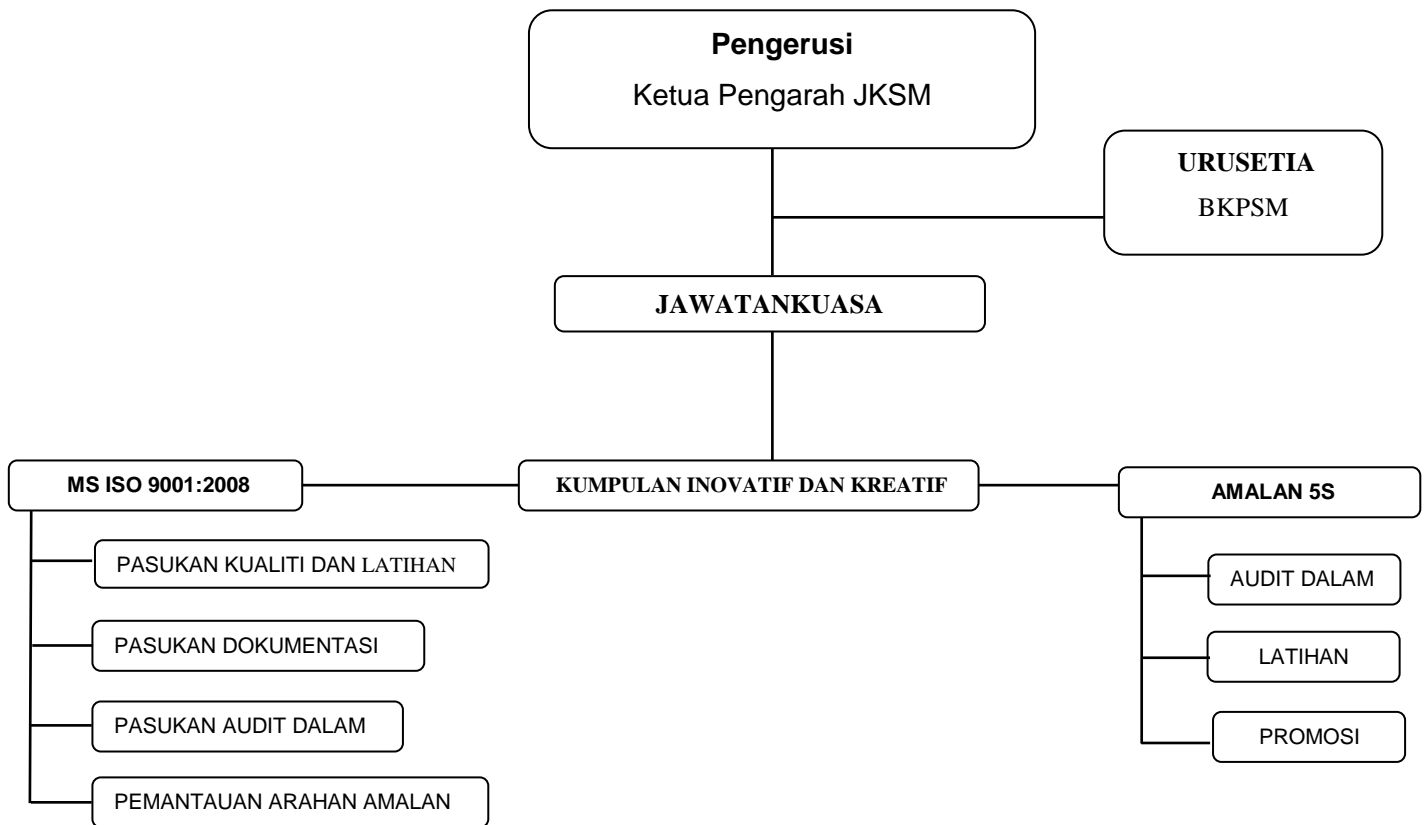 Pengerusi
Ketua Pengarah JKSM
URUSETIA
BKPSM
JAWATANKUASA
MS ISO 9001:2008
KUMPULAN INOVATIF DAN KREATIF
AMALAN 5S
PASUKAN KUALITI DAN LATIHAN
PASUKAN DOKUMENTASI
PASUKAN AUDIT DALAM
PEMANTAUAN ARAHAN AMALAN
AUDIT DALAM
LATIHAN
PROMOSI